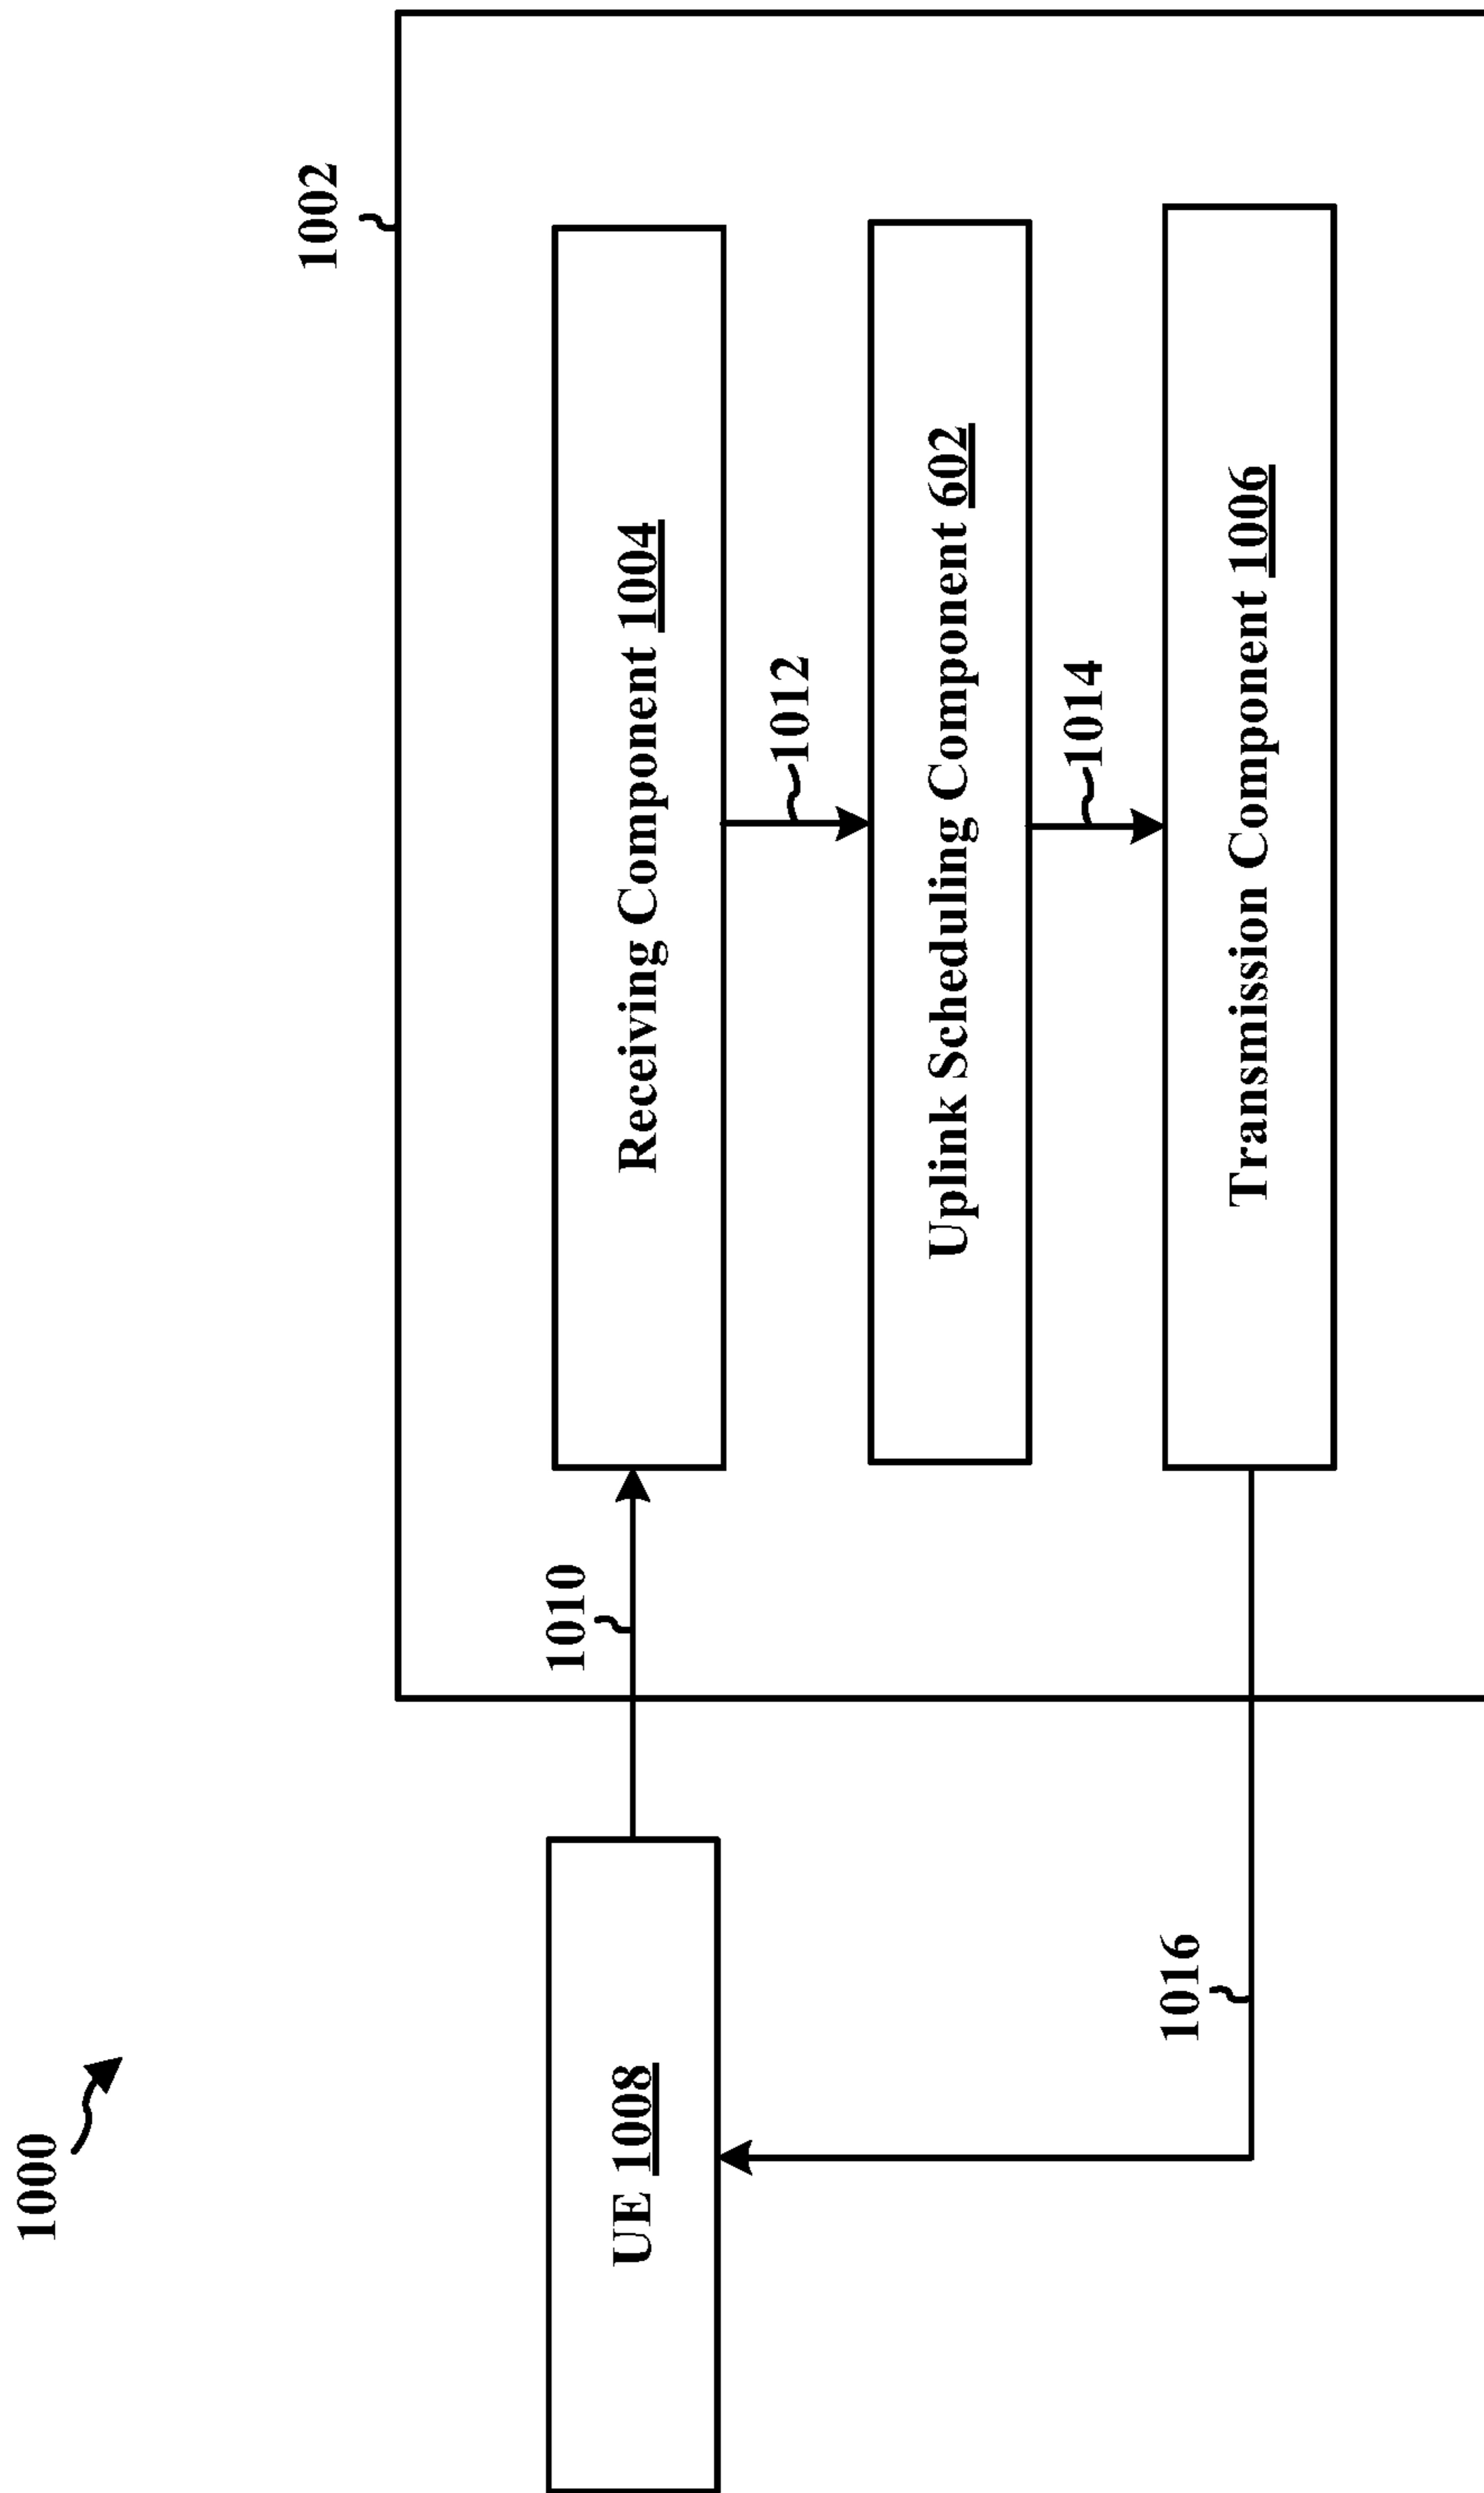 1000
1002
Receiving Component 1004
1010
1012
Uplink Scheduling Component 602
1014
UE 1008
Transmission Component 1006
1016